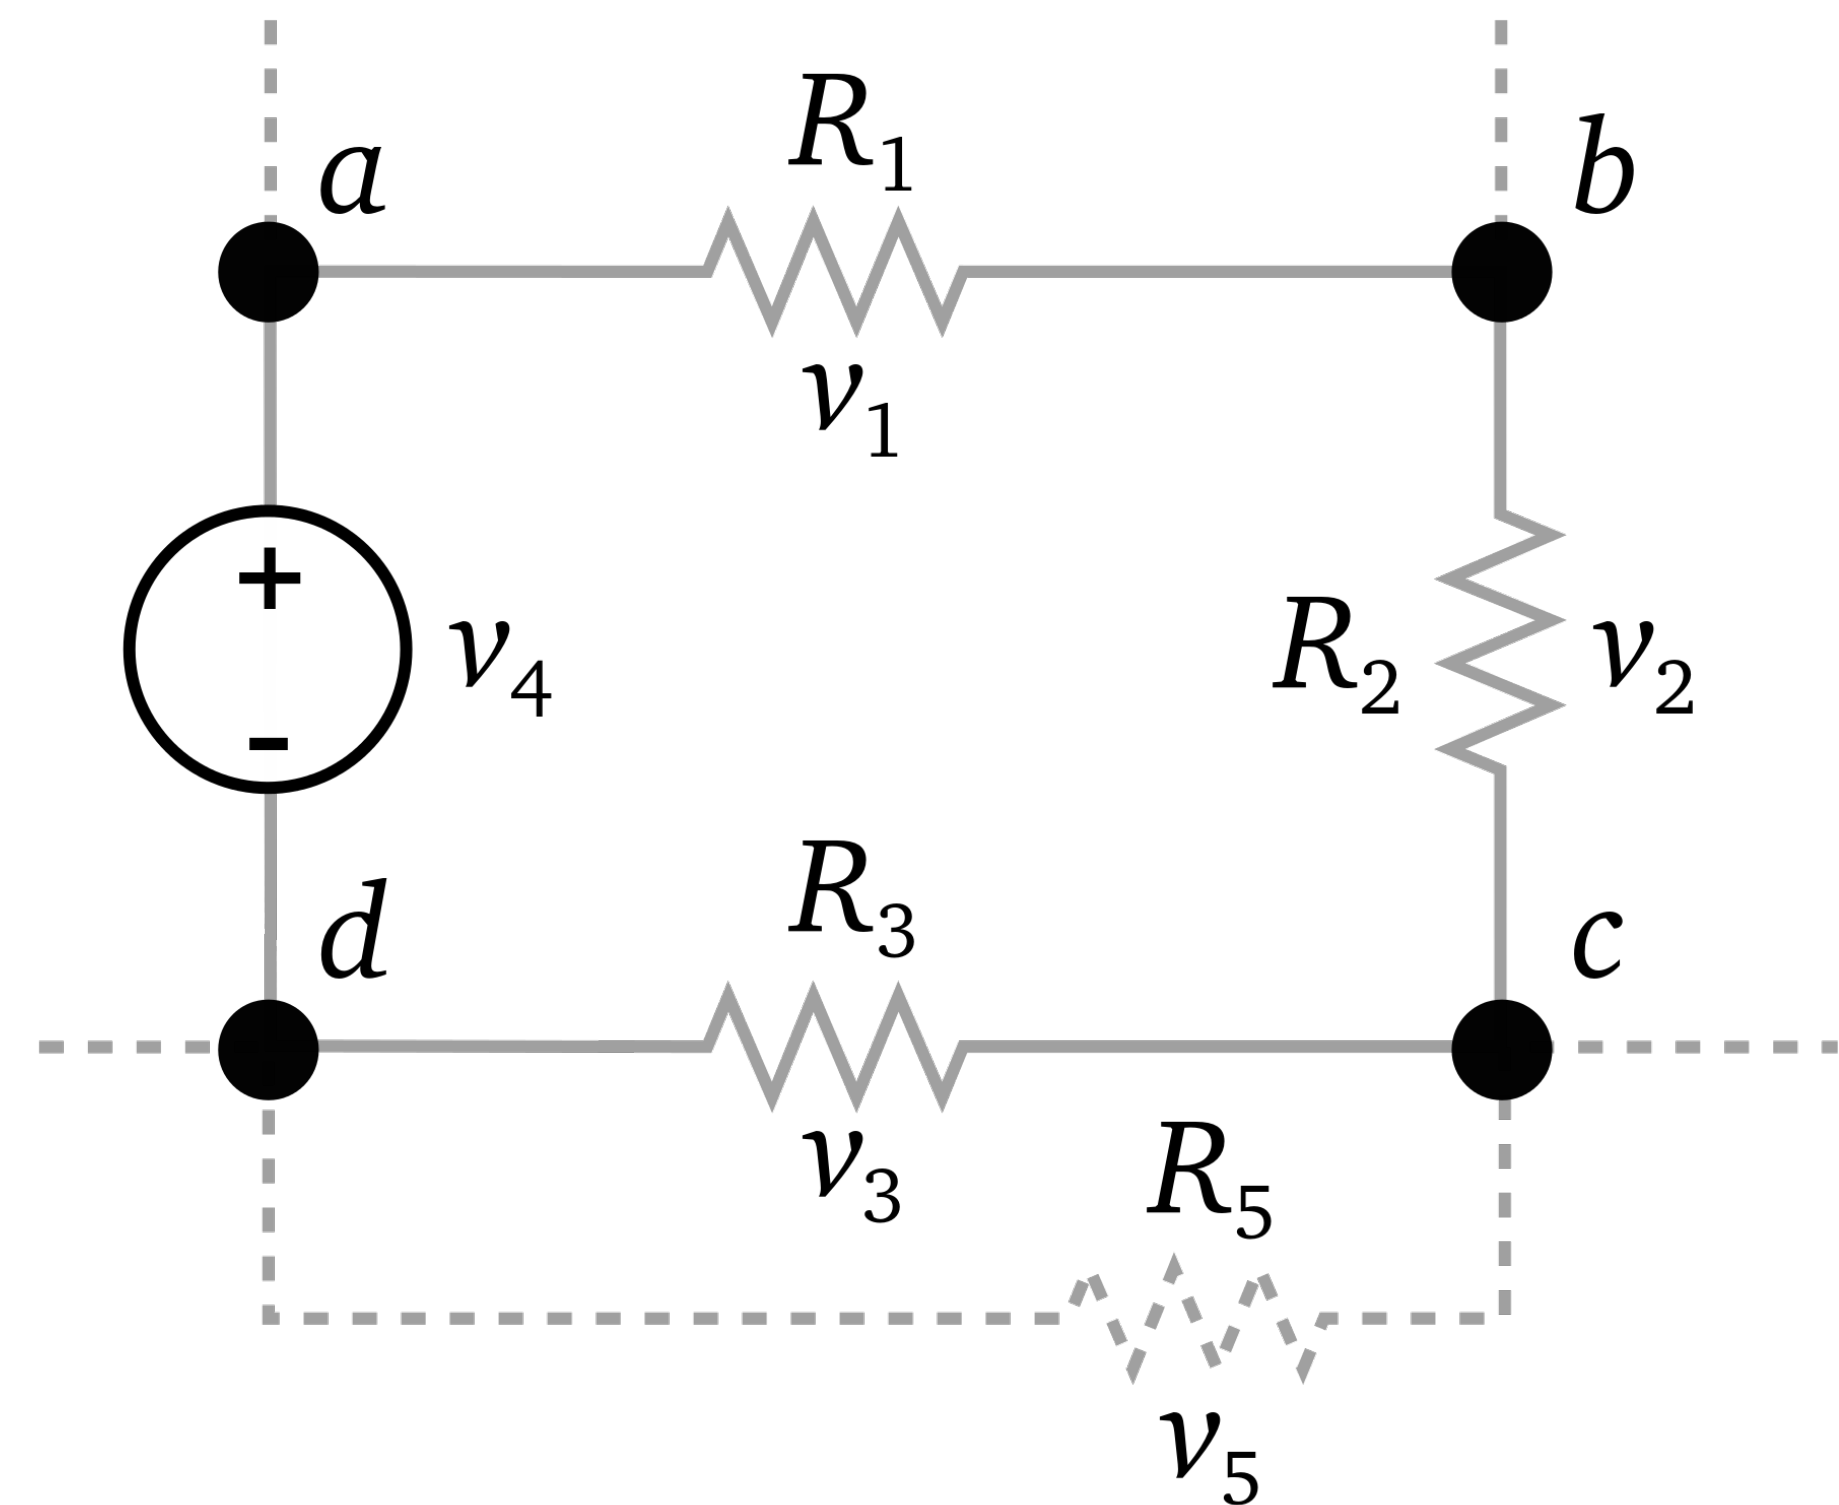 R₁
a
b
v₁
+
v₄
R₂
v₂
-
R₃
d
c
v₃
R₅
v₅